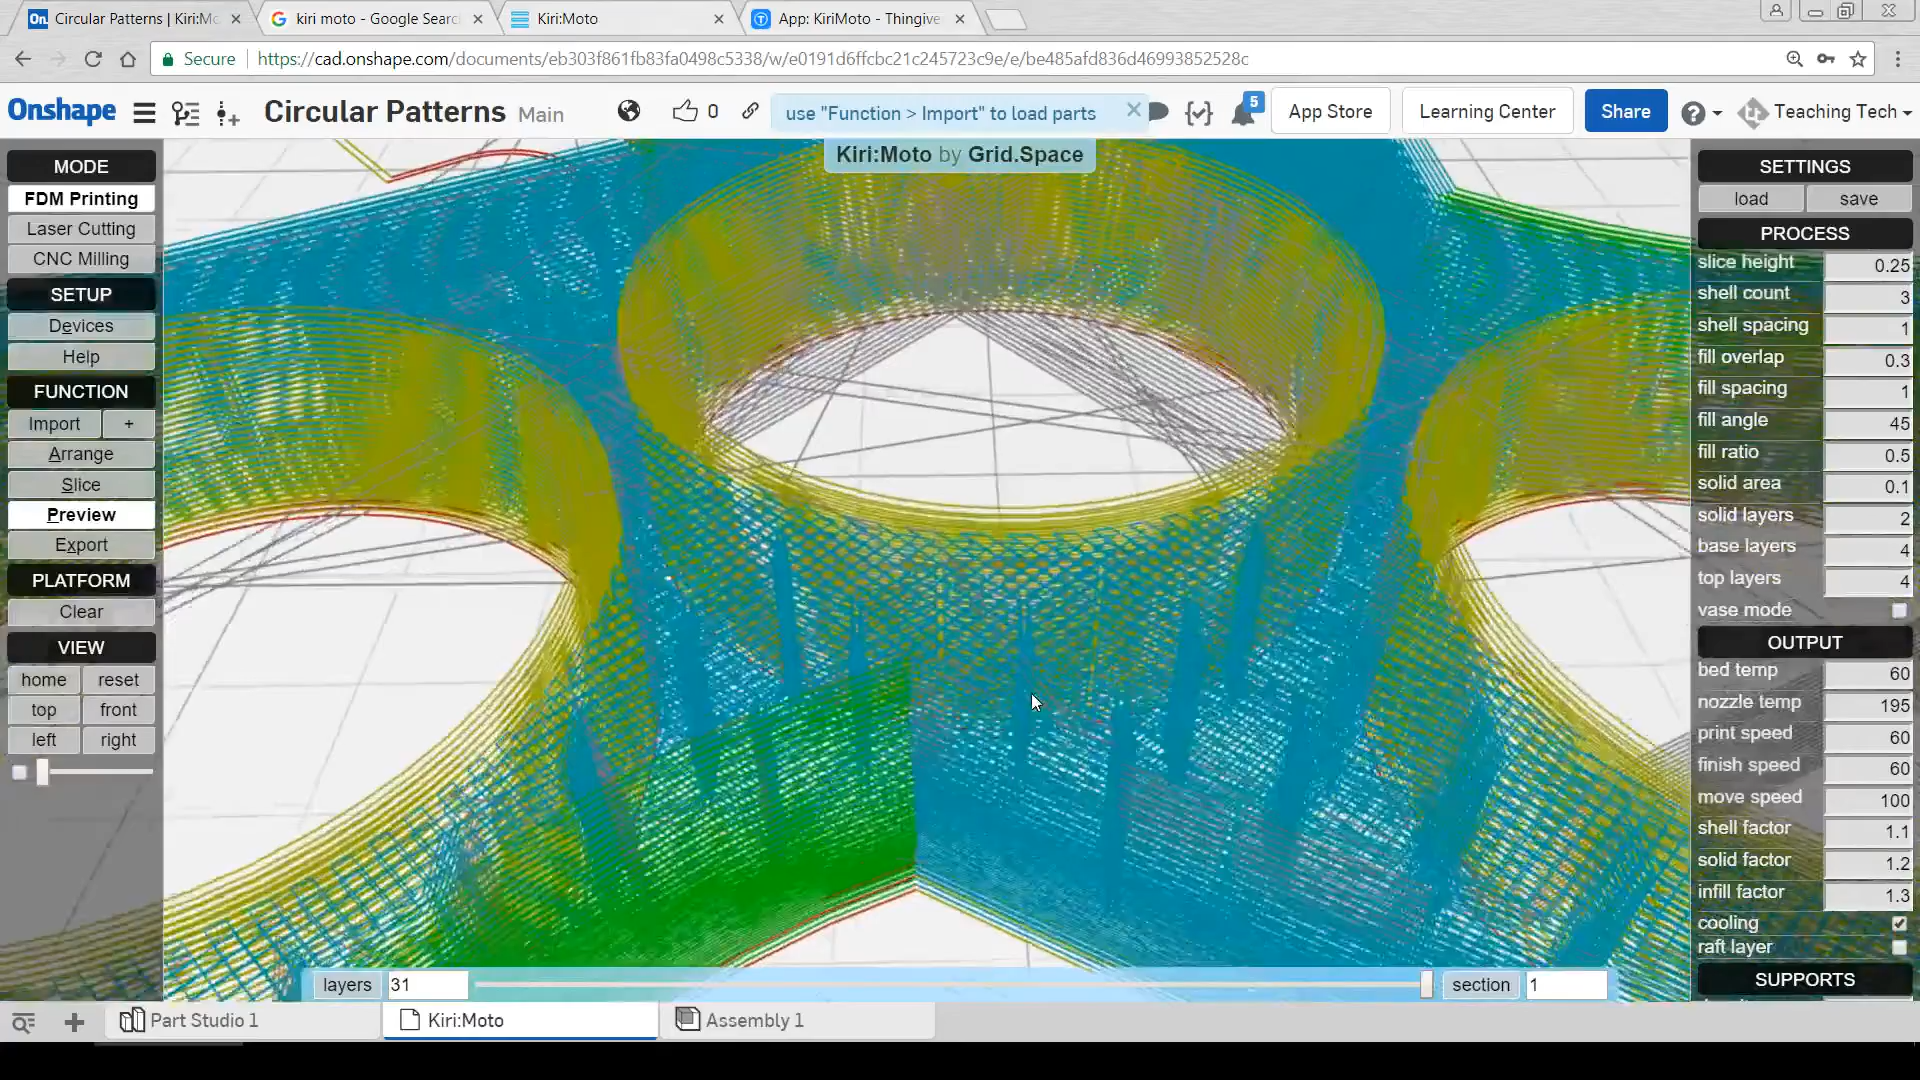 Circular Patterns | Kiri:Mo
kiri moto - Google Searc
Kiri:Moto
App: KiriMoto - Thingive
Secure
https://cad.onshape.com/documents/eb303f861fb83fa0498c5338/w/e0191d6ffcbc21c245723c9e/e/be485afd836d46993852528c
Onshape
Circular Patterns Main
0
use "Function > Import" to load parts
5
App Store
Learning Center
Share
Teaching Tech
Kiri:Moto by Grid.Space
MODE
FDM Printing
Laser Cutting
CNC Milling
SETUP
Devices
Help
FUNCTION
Import +
Arrange
Slice
Preview
Export
PLATFORM
Clear
VIEW
home reset
top front
left right
SETTINGS
load save
PROCESS
slice height 0.25
shell count 3
shell spacing 1
fill overlap 0.3
fill spacing 1
fill angle 45
fill ratio 0.5
solid area 0.1
solid layers 2
base layers 4
top layers 4
vase mode
OUTPUT
bed temp 60
nozzle temp 195
print speed 60
finish speed 60
move speed 100
shell factor 1.1
solid factor 1.2
infill factor 1.3
cooling
raft layer
SUPPORTS
layers 31
section 1
Part Studio 1
Kiri:Moto
Assembly 1